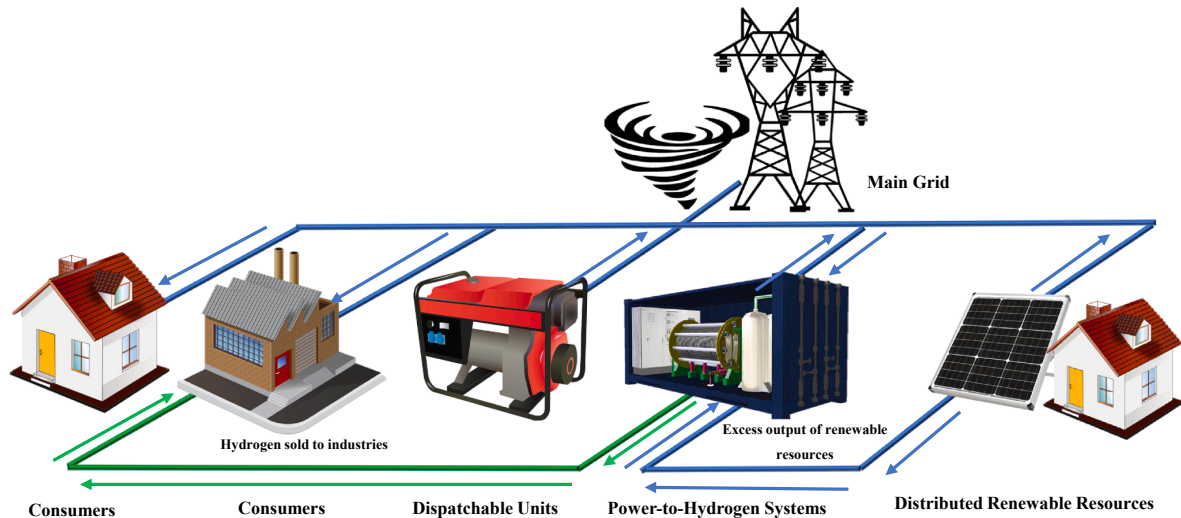 Main Grid
Hydrogen sold to industries
Excess output of renewable
resources
Consumers
Consumers
Dispatchable Units
Power-to-Hydrogen Systems
Distributed Renewable Resources